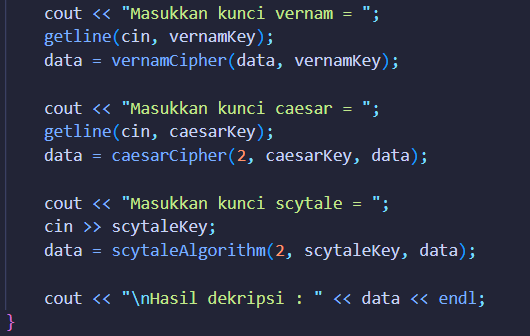 cout << "Masukkan kunci vernam = ";
getline(cin, vernamKey);
data = vernamCipher(data, vernamKey);
cout << "Masukkan kunci caesar = ";
getline(cin, caesarKey);
data = caesarCipher(2, caesarKey, data);
cout << "Masukkan kunci scytale = ";
cin >> scytaleKey;
data = scytaleAlgorithm(2, scytaleKey, data);
cout << "\nHasil dekripsi : " << data << endl;
}